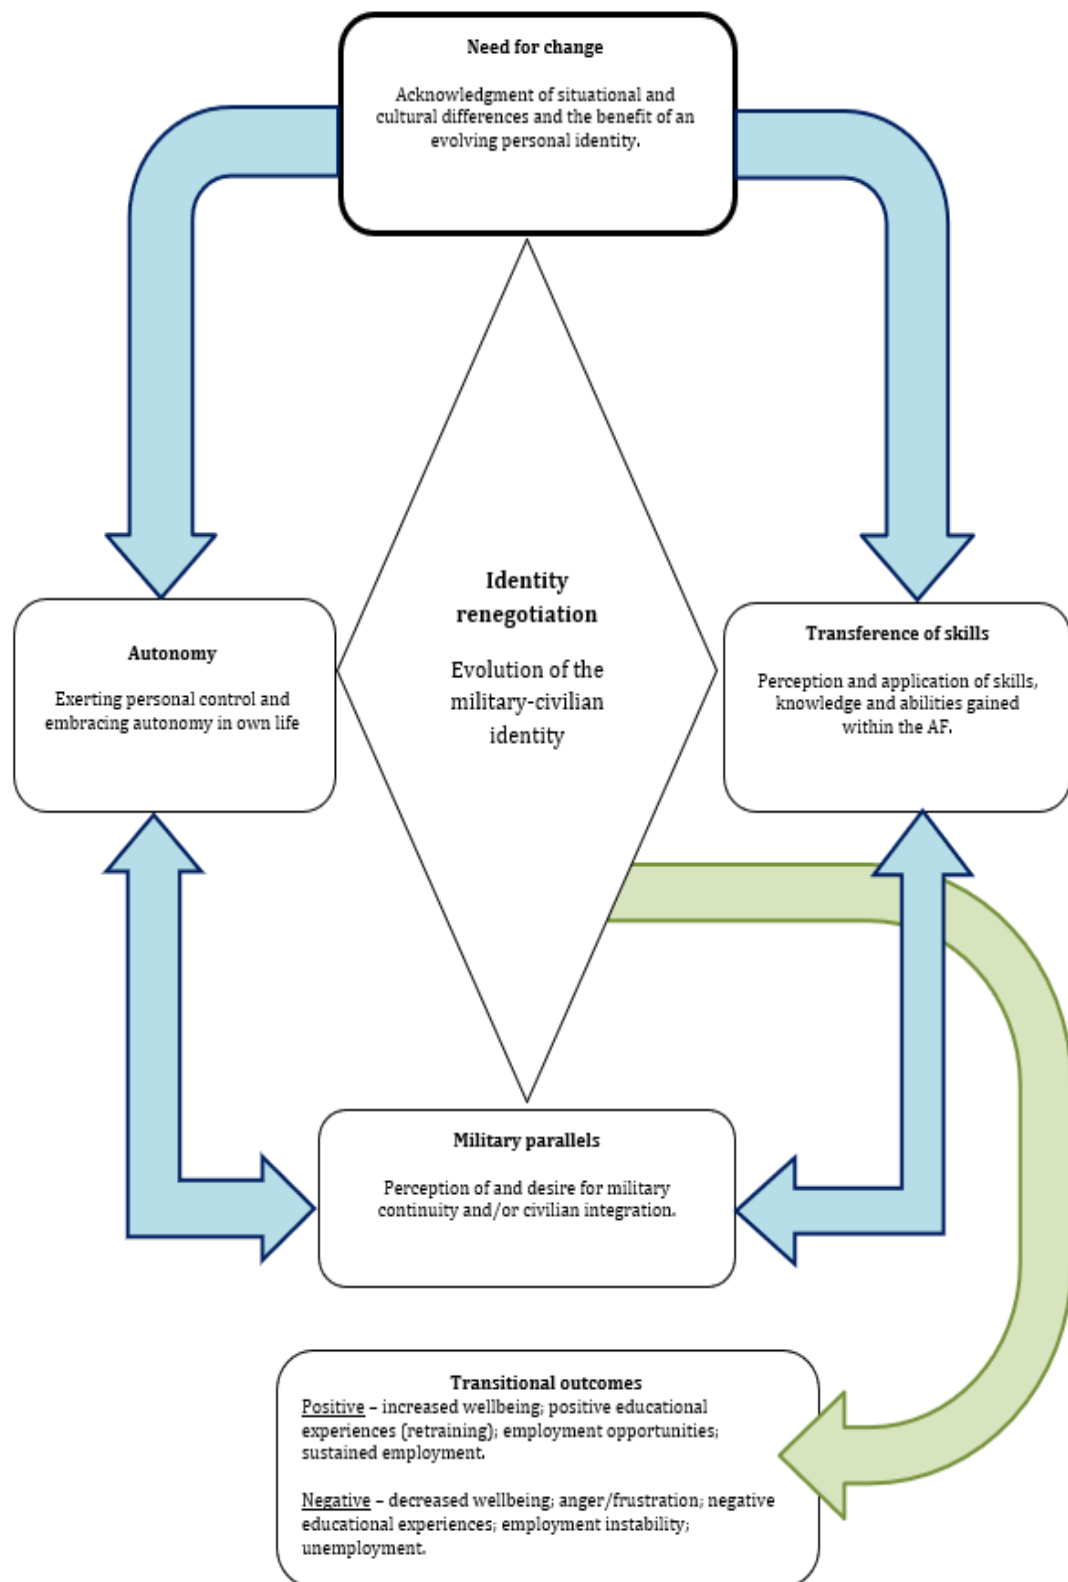 Need for change
Acknowledgment of situational and
cultural differences and the benefit of an
evolving personal identity.
Identity
renegotiation
Evolution of the
military-civilian
identity
Autonomy
Exerting personal control and
embracing autonomy in own life
Transference of skills
Perception and application of skills,
knowledge and abilities gained
within the AF.
Military parallels
Perception of and desire for military
continuity and/or civilian integration.
Transitional outcomes
Positive – increased wellbeing; positive educational
experiences (retraining); employment opportunities;
sustained employment.
Negative – decreased wellbeing; anger/frustration; negative
educational experiences; employment instability;
unemployment.